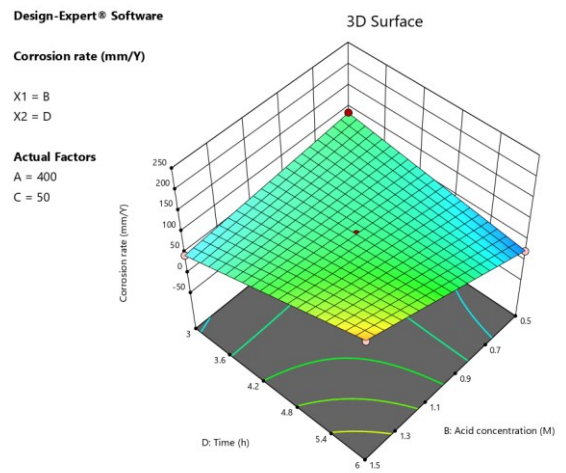 Design-Expert® Software
3D Surface
Corrosion rate (mm/Y)
X1 = B
X2 = D
Actual Factors
A = 400
C = 50
Corrosion rate (mm/Y)
250
200
150
100
50
0
-50
3
3.6
4.2
4.8
5.4
6
D: Time (h)
0.5
0.7
0.9
1.1
1.3
1.5
B: Acid concentration (M)